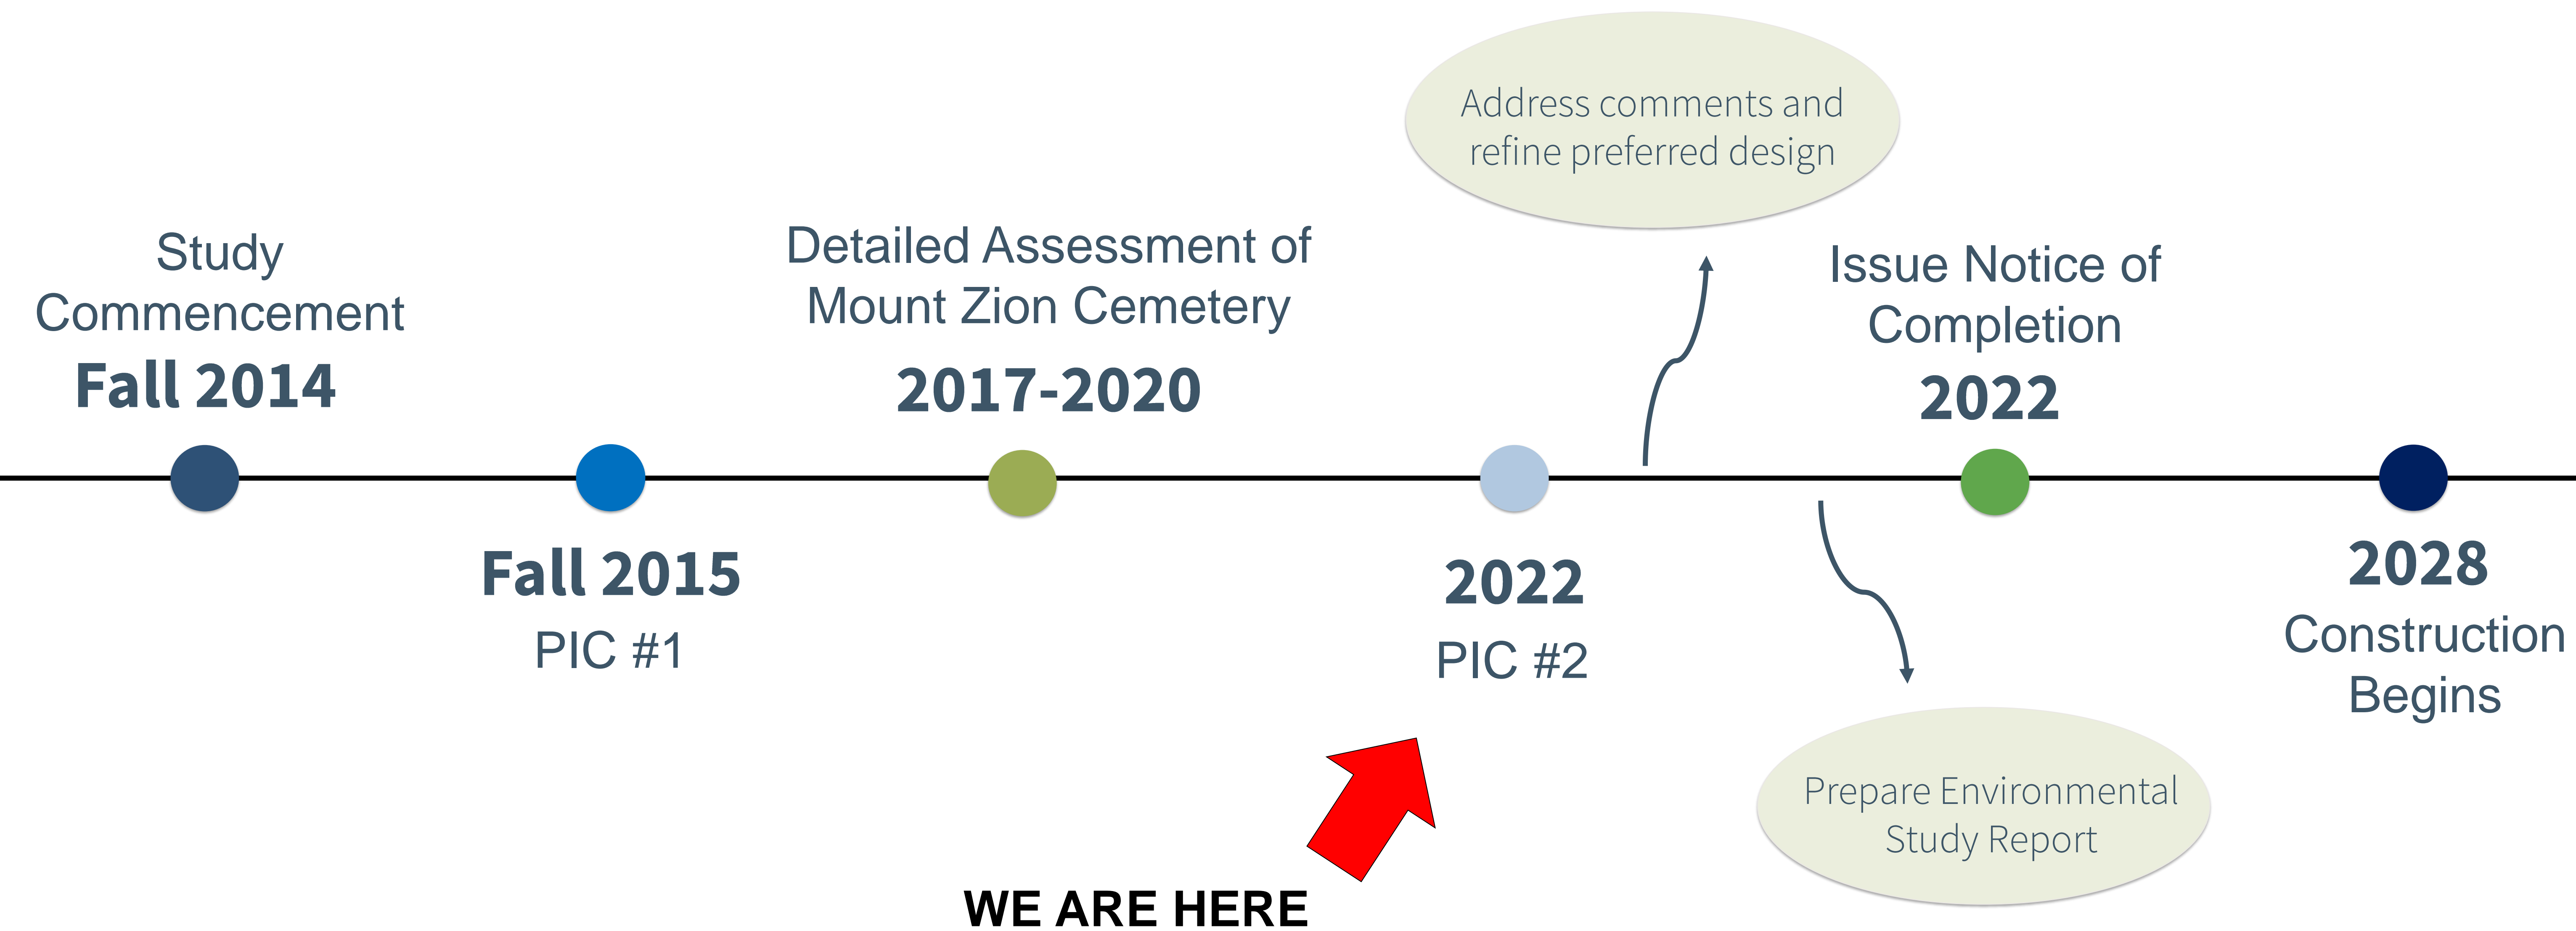 Study
Commencement
Fall 2014
Fall 2015
PIC #1
Detailed Assessment of
Mount Zion Cemetery
2017-2020
2022
PIC #2
WE ARE HERE
Address comments and
refine preferred design
Prepare Environmental
Study Report
Issue Notice of
Completion
2022
2028
Construction
Begins